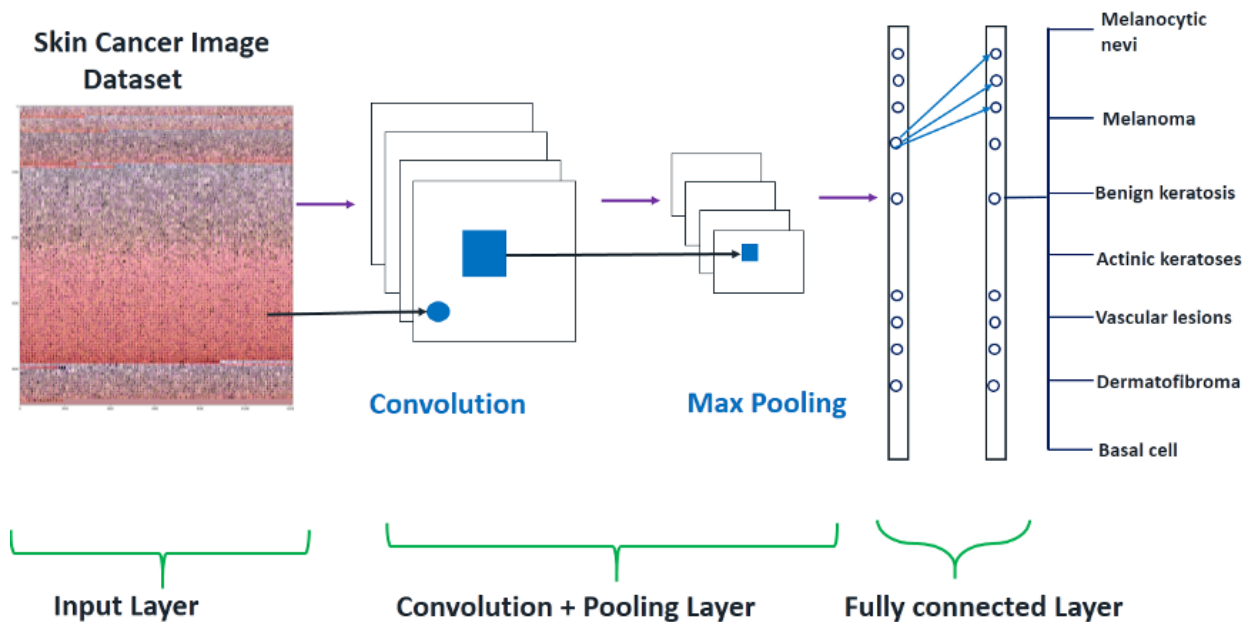 Skin Cancer Image
Dataset
Convolution
Max Pooling
Melanocytic
nevi
Melanoma
Benign keratosis
Actinic keratoses
Vascular lesions
Dermatofibroma
Basal cell
Input Layer
Convolution + Pooling Layer
Fully connected Layer